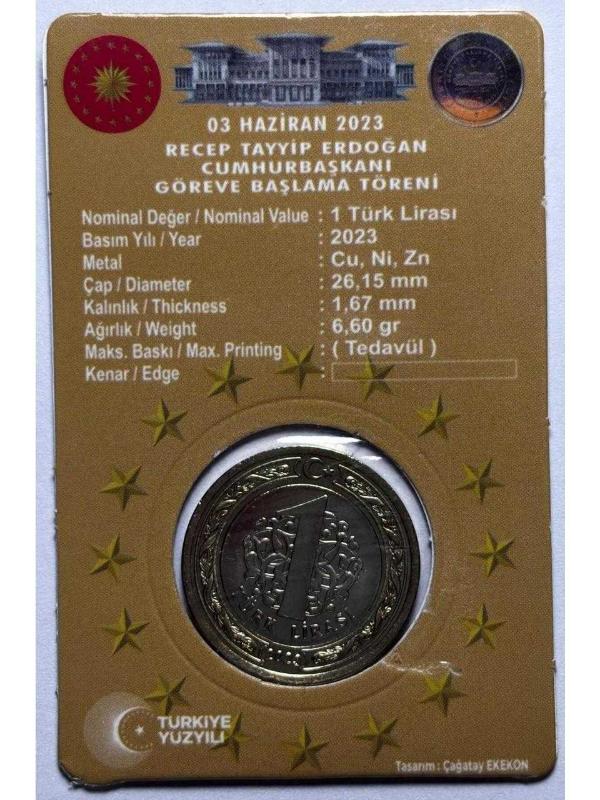 03 HAZİRAN 2023
RECEP TAYYİP ERDOĞAN
CUMHURBAŞKANI
GÖREVE BAŞLAMA TÖRENİ
Nominal Değer / Nominal Value : 1 Türk Lirası
Basım Yılı / Year : 2023
Metal : Cu, Ni, Zn
Çap / Diameter : 26,15 mm
Kalınlık / Thickness : 1,67 mm
Ağırlık / Weight : 6,60 gr
Maks. Baskı / Max. Printing : ( Tedavül )
Kenar / Edge :
1
TÜRK LİRASI
2023
TÜRKİYE
YÜZYILI
Tasarım : Çağatay EKEKON